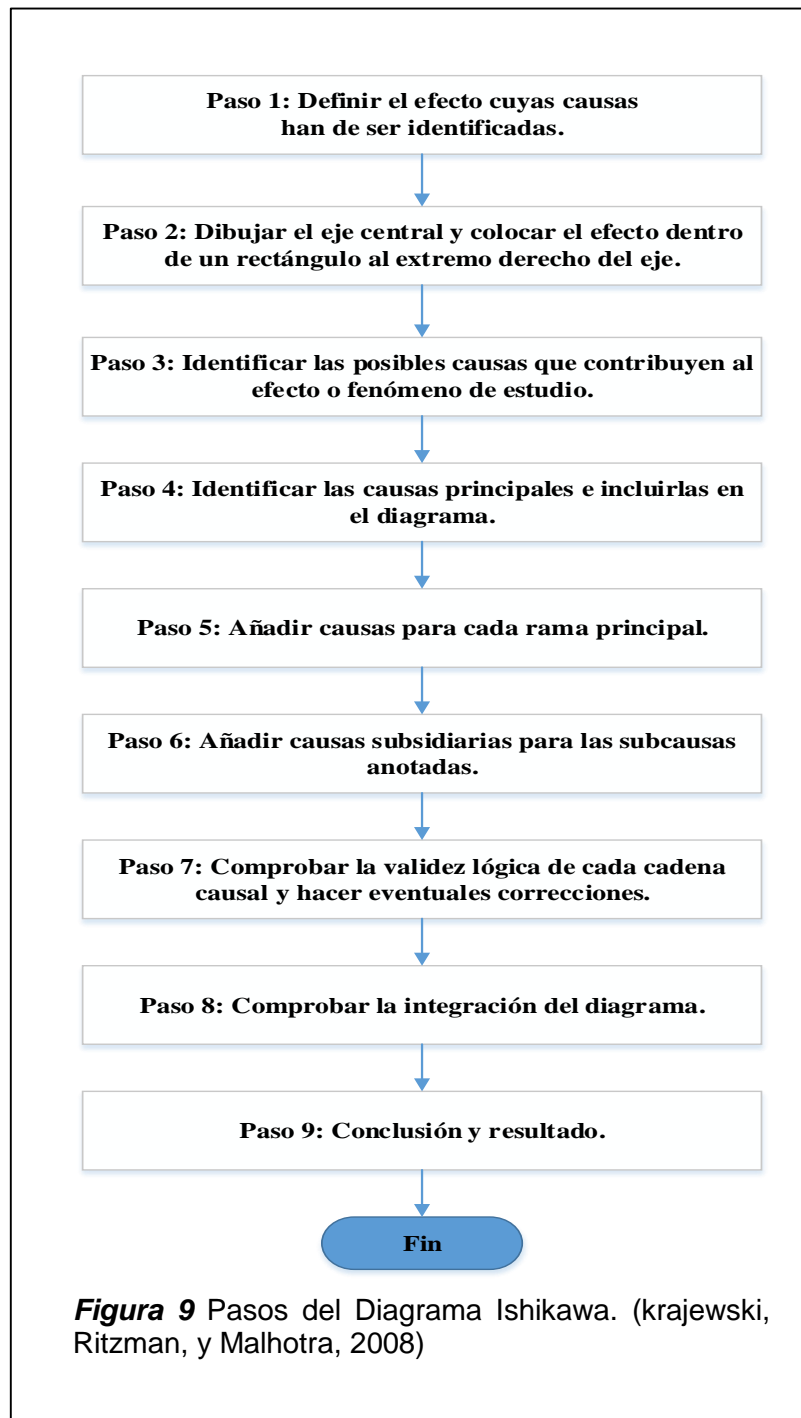 Paso 1: Definir el efecto cuyas causas
han de ser identificadas.
Paso 2: Dibujar el eje central y colocar el efecto dentro
de un rectángulo al extremo derecho del eje.
Paso 3: Identificar las posibles causas que contribuyen al
efecto o fenómeno de estudio.
Paso 4: Identificar las causas principales e incluirlas en
el diagrama.
Paso 5: Añadir causas para cada rama principal.
Paso 6: Añadir causas subsidiarias para las subcausas
anotadas.
Paso 7: Comprobar la validez lógica de cada cadena
causal y hacer eventuales correcciones.
Paso 8: Comprobar la integración del diagrama.
Paso 9: Conclusión y resultado.
Fin
Figura 9 Pasos del Diagrama Ishikawa. (krajewski,
Ritzman, y Malhotra, 2008)